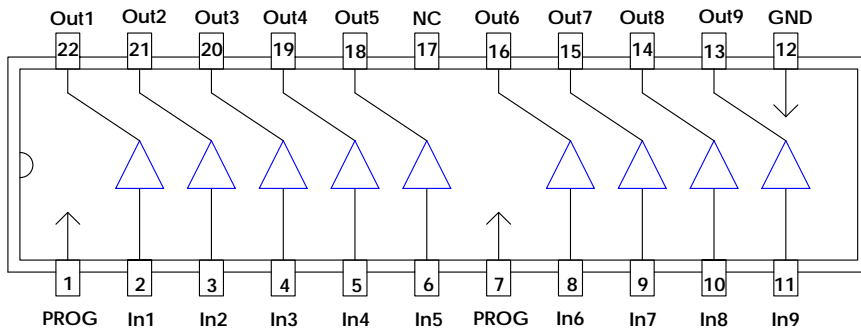 Out1 Out2 Out3 Out4 Out5 NC Out6 Out7 Out8 Out9 GND
22 21 20 19 18 17 16 15 14 13 12
1 2 3 4 5 6 7 8 9 10 11
PROG In1 In2 In3 In4 In5 PROG In6 In7 In8 In9